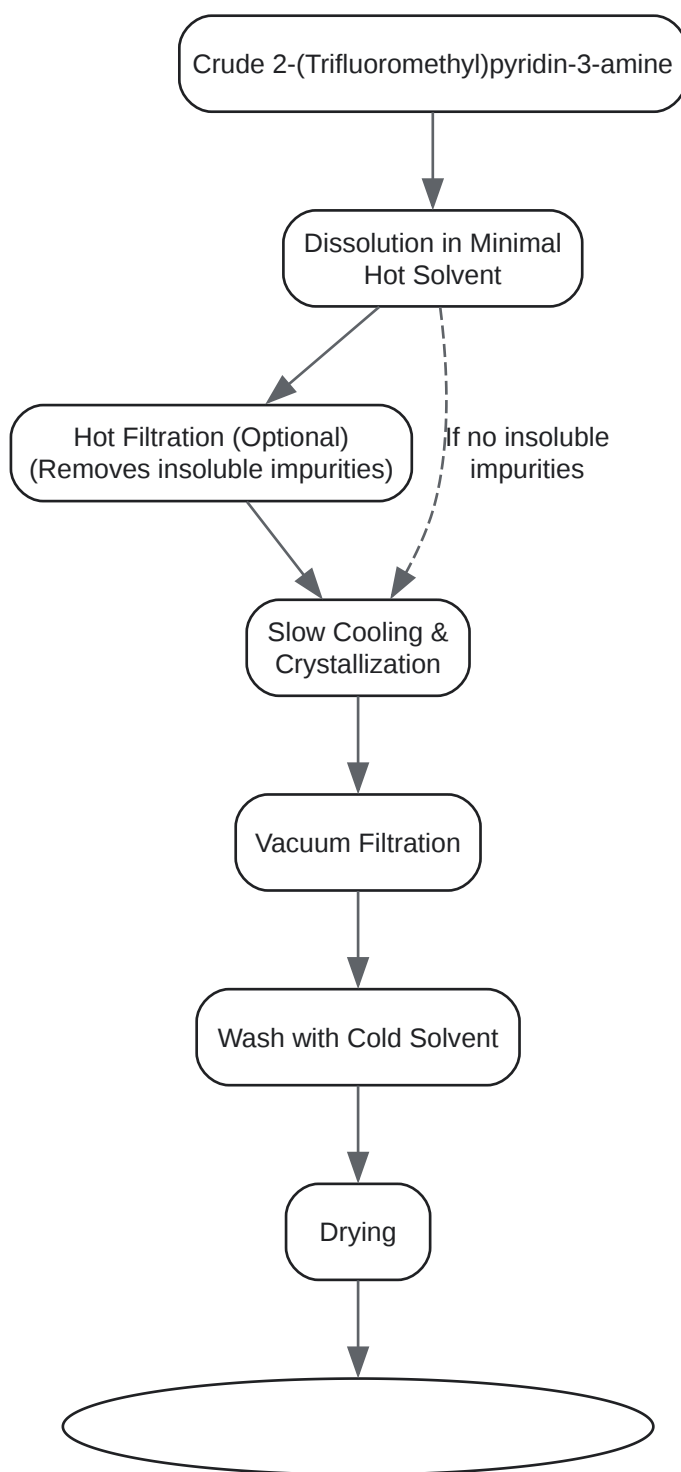 Crude 2-(Trifluoromethyl)pyridin-3-amine
Dissolution in Minimal
Hot Solvent
Hot Filtration (Optional)
(Removes insoluble impurities)
If no insoluble
impurities
Slow Cooling &
Crystallization
Vacuum Filtration
Wash with Cold Solvent
Drying